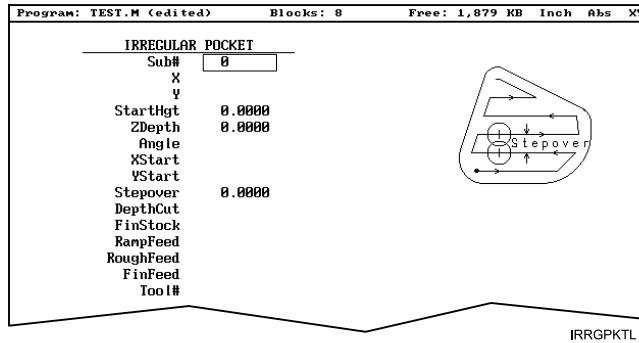 Program: TEST.M (edited) Blocks: 8 Free: 1,879 KB Inch Abs
IRREGULAR POCKET
Sub# 0
X
Y
StartHgt 0.0000
ZDepth 0.0000
Angle
XStart
YStart
Stepover 0.0000
DepthCut
FinStock
RampFeed
RoughFeed
FinFeed
Tool#
Stepover
IRRGPKTL